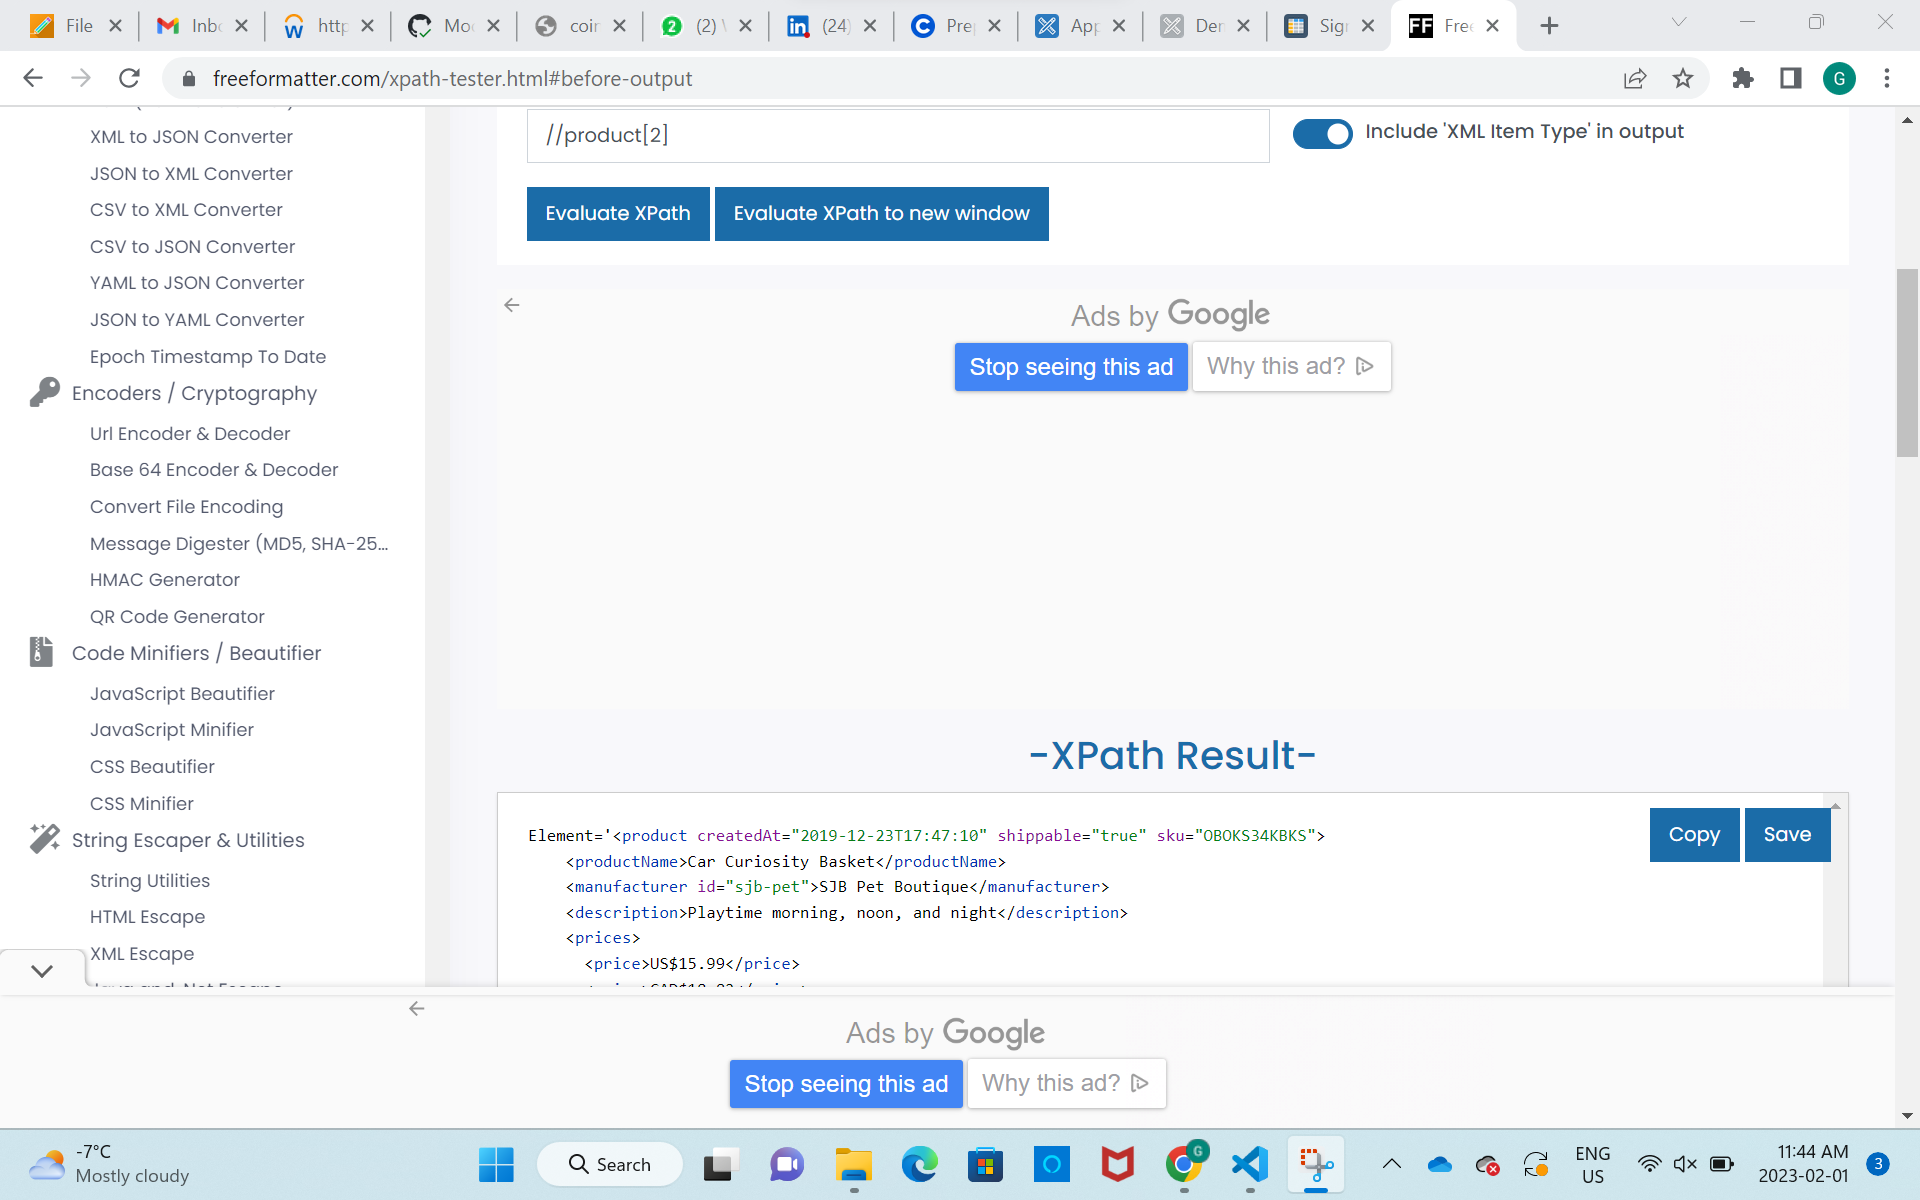 File
Inbo
http
Moc
coin
2
(2)
in
(24)
C
Prep
App
Den
Sign
FF
Free
freeformatter.com/xpath-tester.html#before-output
G
XML to JSON Converter
JSON to XML Converter
CSV to XML Converter
CSV to JSON Converter
YAML to JSON Converter
JSON to YAML Converter
Epoch Timestamp To Date
Encoders / Cryptography
Url Encoder & Decoder
Base 64 Encoder & Decoder
Convert File Encoding
Message Digester (MD5, SHA-25...
HMAC Generator
QR Code Generator
Code Minifiers / Beautifier
JavaScript Beautifier
JavaScript Minifier
CSS Beautifier
CSS Minifier
String Escaper & Utilities
String Utilities
HTML Escape
XML Escape
//product[2]
Include 'XML Item Type' in output
Evaluate XPath
Evaluate XPath to new window
Ads by Google
Stop seeing this ad
Why this ad?
-XPath Result-
Copy
Save
Element='<product createdAt="2019-12-23T17:47:10" shippable="true" sku="OBOKS34KBKS">
<productName>Car Curiosity Basket</productName>
<manufacturer id="sjb-pet">SJB Pet Boutique</manufacturer>
<description>Playtime morning, noon, and night</description>
<prices>
<price>US$15.99</price>
Ads by Google
Stop seeing this ad
Why this ad?
-7°C
Mostly cloudy
Search
G
ENG
US
11:44 AM
2023-02-01
3